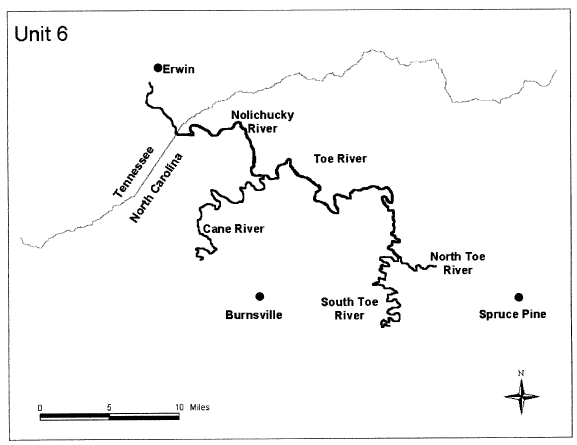 Unit 6
Erwin
Nolichucky
River
Toe River
Tennessee
North Carolina
Cane River
North Toe
River
South Toe
River
Burnsville
Spruce Pine
N
0 5 10 Miles